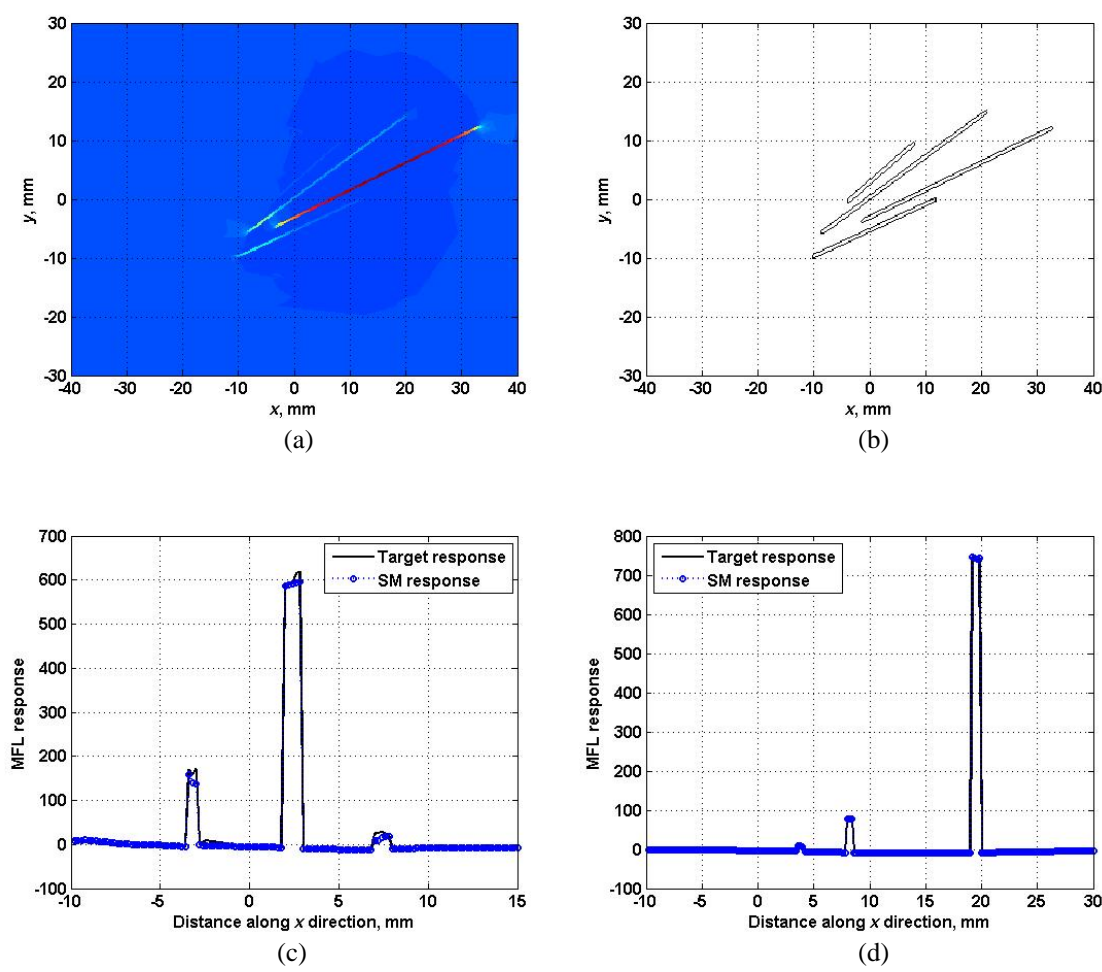 30
20
10
0
-10
-20
-30
y, mm
-40 -30 -20 -10 0 10 20 30 40
x, mm
(a)
30
20
10
0
-10
-20
-30
y, mm
-40 -30 -20 -10 0 10 20 30 40
x, mm
(b)
700
600
500
400
300
200
100
0
-100
MFL response
Target response
SM response
-10 -5 0 5 10 15
Distance along x direction, mm
(c)
800
700
600
500
400
300
200
100
0
-100
MFL response
Target response
SM response
-10 -5 0 5 10 15 20 25 30
Distance along x direction, mm
(d)